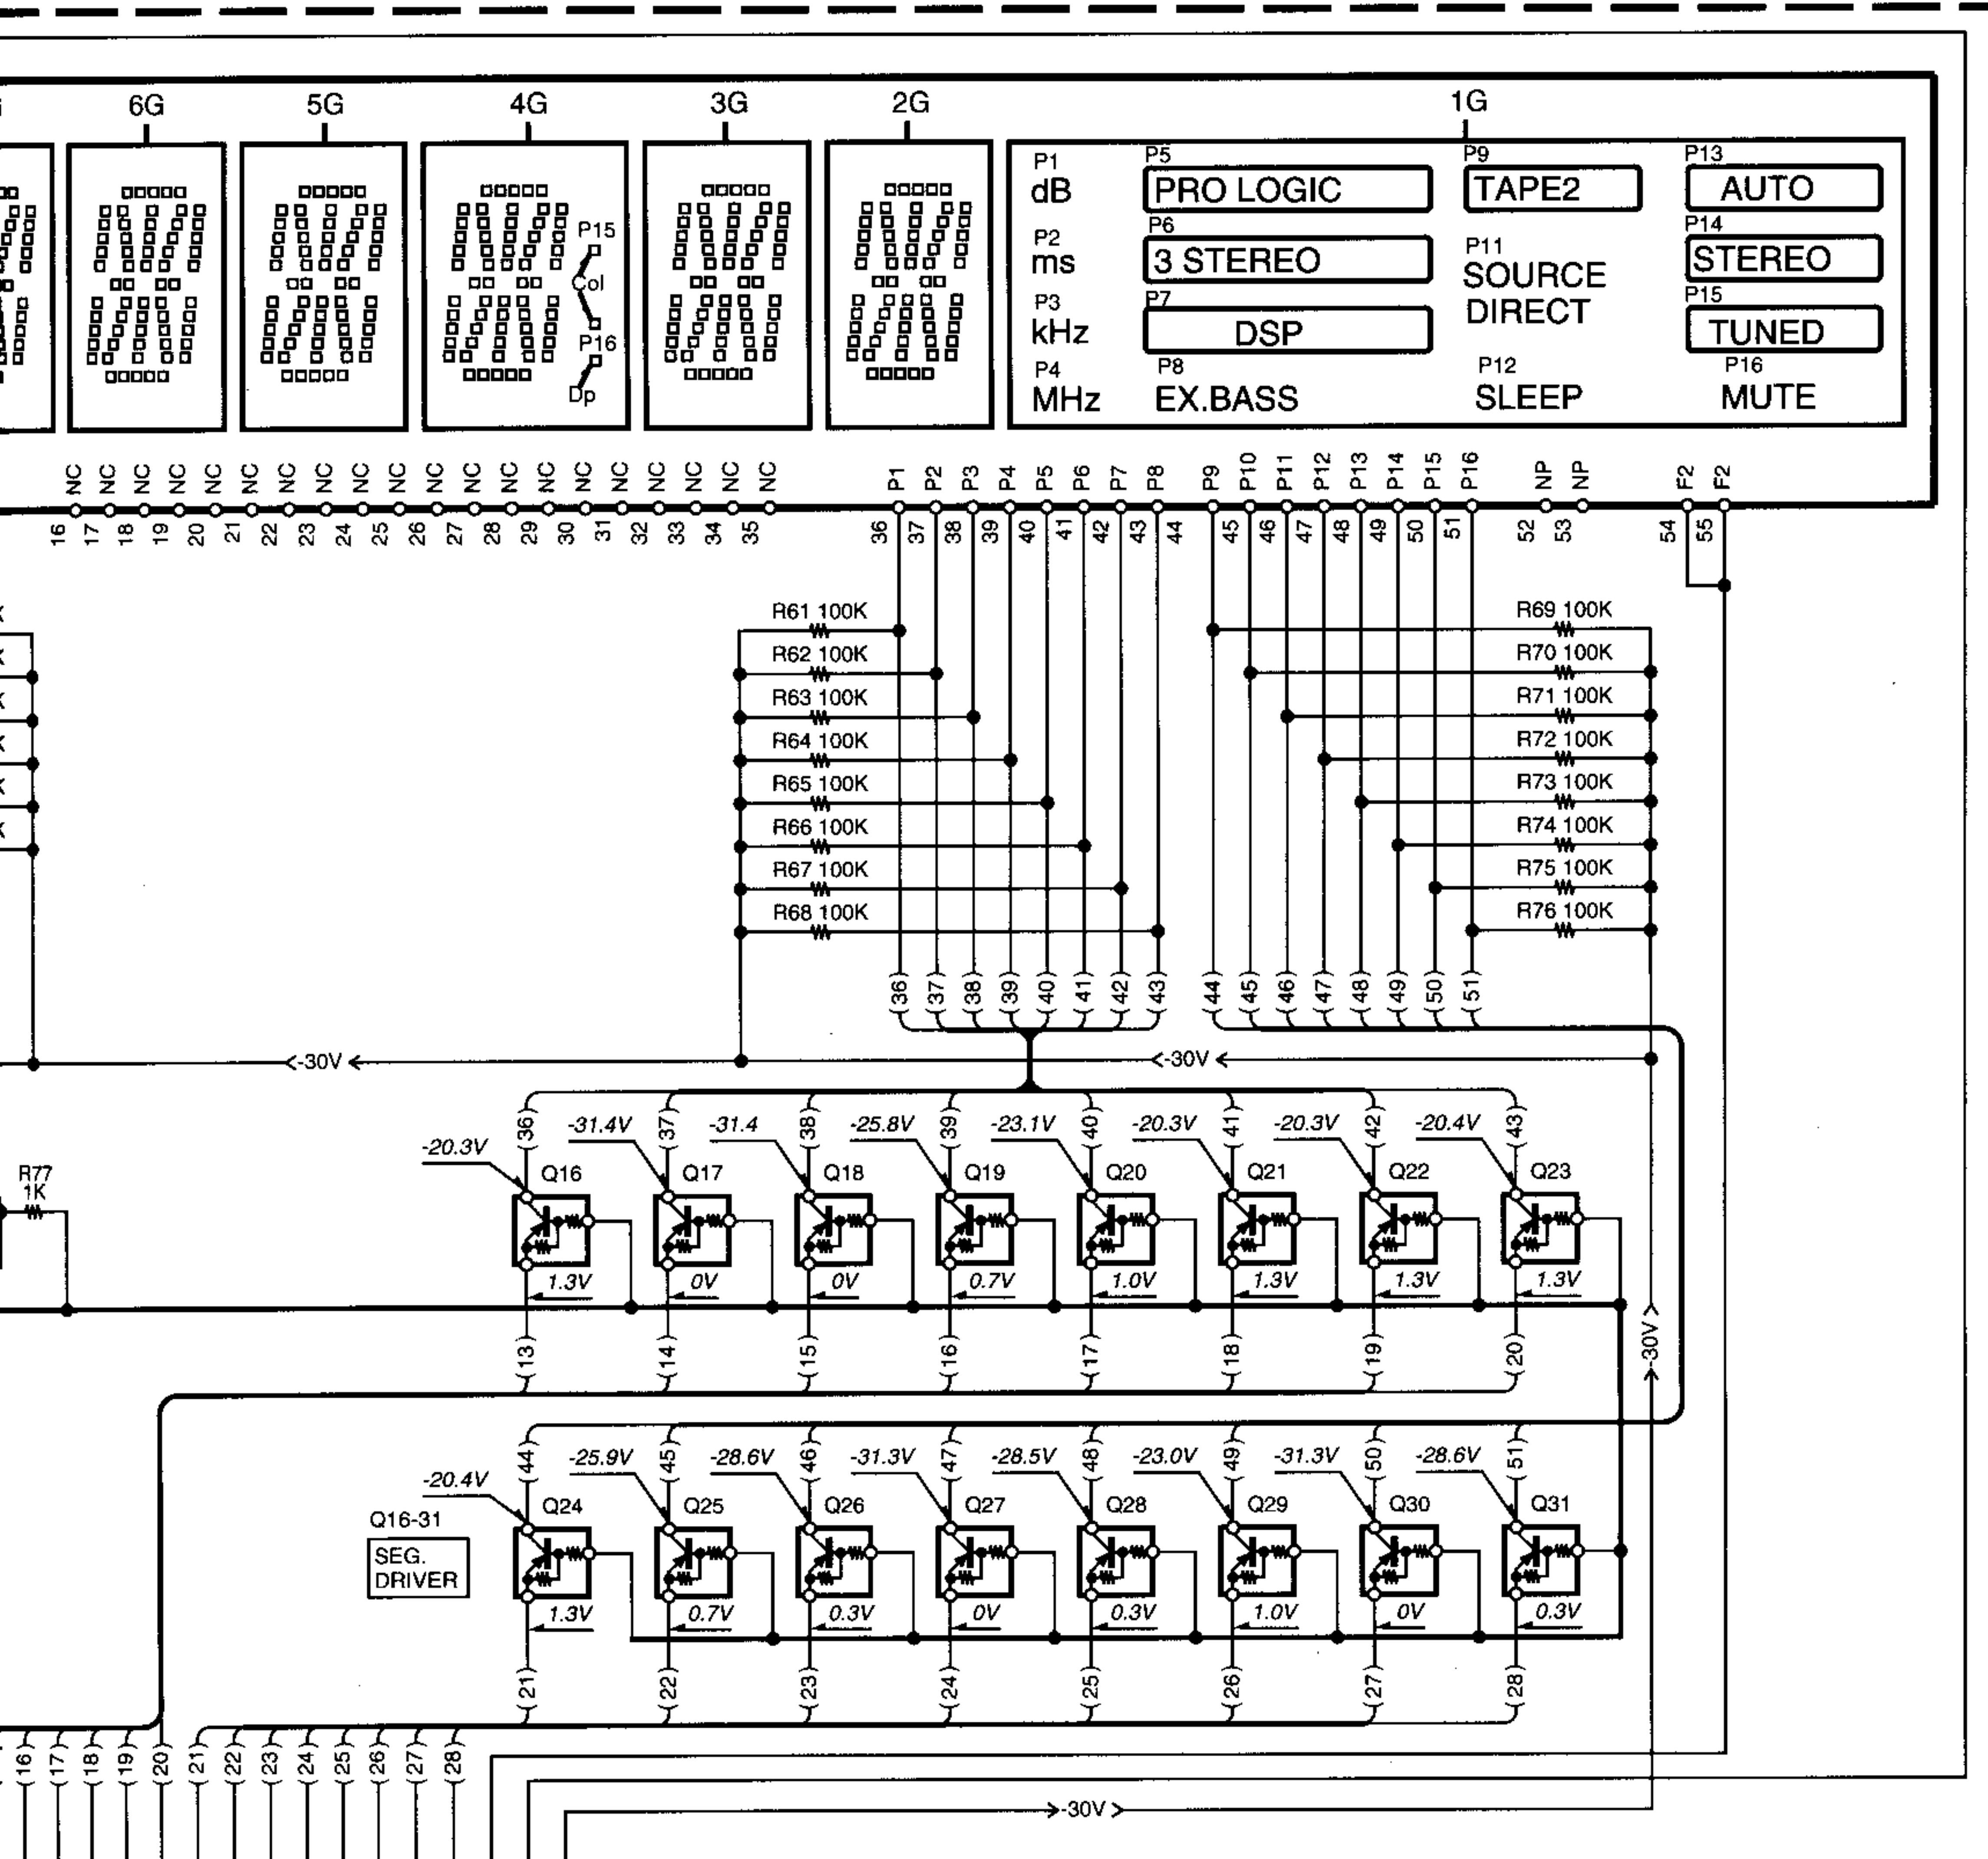 6G 5G 4G 3G 2G 1G
P1 P5 P9 P13
dB PRO LOGIC TAPE2 AUTO
P15
P2 P6 P11 P14
ms 3 STEREO SOURCE STEREO
Col
P3 P7 DIRECT P15
kHz DSP TUNED
P16
P4 P8 P12 P16
Dp
MHz EX.BASS SLEEP MUTE
NC NC NC NC NC NC NC NC NC NC NC NC NC NC NC NC NC NC NC NC P1 P2 P3 P4 P5 P6 P7 P8 P9 P10 P11 P12 P13 P14 P15 P16 NP NP F2 F2
16 17 18 19 20 21 22 23 24 25 26 27 28 29 30 31 32 33 34 35 36 37 38 39 40 41 42 43 44 45 46 47 48 49 50 51 52 53 54 55
R61 100K R69 100K
R62 100K R70 100K
R63 100K R71 100K
R64 100K R72 100K
R65 100K R73 100K
R66 100K R74 100K
R67 100K R75 100K
R68 100K R76 100K
(36) (37) (38) (39) (40) (41) (42) (43) (44) (45) (46) (47) (48) (49) (50) (51)
-30V -30V
(36) (37) (38) (39) (40) (41) (42) (43)
-20.3V -31.4V -31.4 -25.8V -23.1V -20.3V -20.3V -20.4V
R77
1K
Q16 Q17 Q18 Q19 Q20 Q21 Q22 Q23
1.3V 0V 0V 0.7V 1.0V 1.3V 1.3V 1.3V
-30V
(13) (14) (15) (16) (17) (18) (19) (20)
(44) (45) (46) (47) (48) (49) (50) (51)
-20.4V -25.9V -28.6V -31.3V -28.5V -23.0V -31.3V -28.6V
Q24 Q25 Q26 Q27 Q28 Q29 Q30 Q31
Q16-31
SEG.
DRIVER
1.3V 0.7V 0.3V 0V 0.3V 1.0V 0V 0.3V
(21) (22) (23) (24) (25) (26) (27) (28)
(16) (17) (18) (19) (20) (21) (22) (23) (24) (25) (26) (27) (28)
-30V